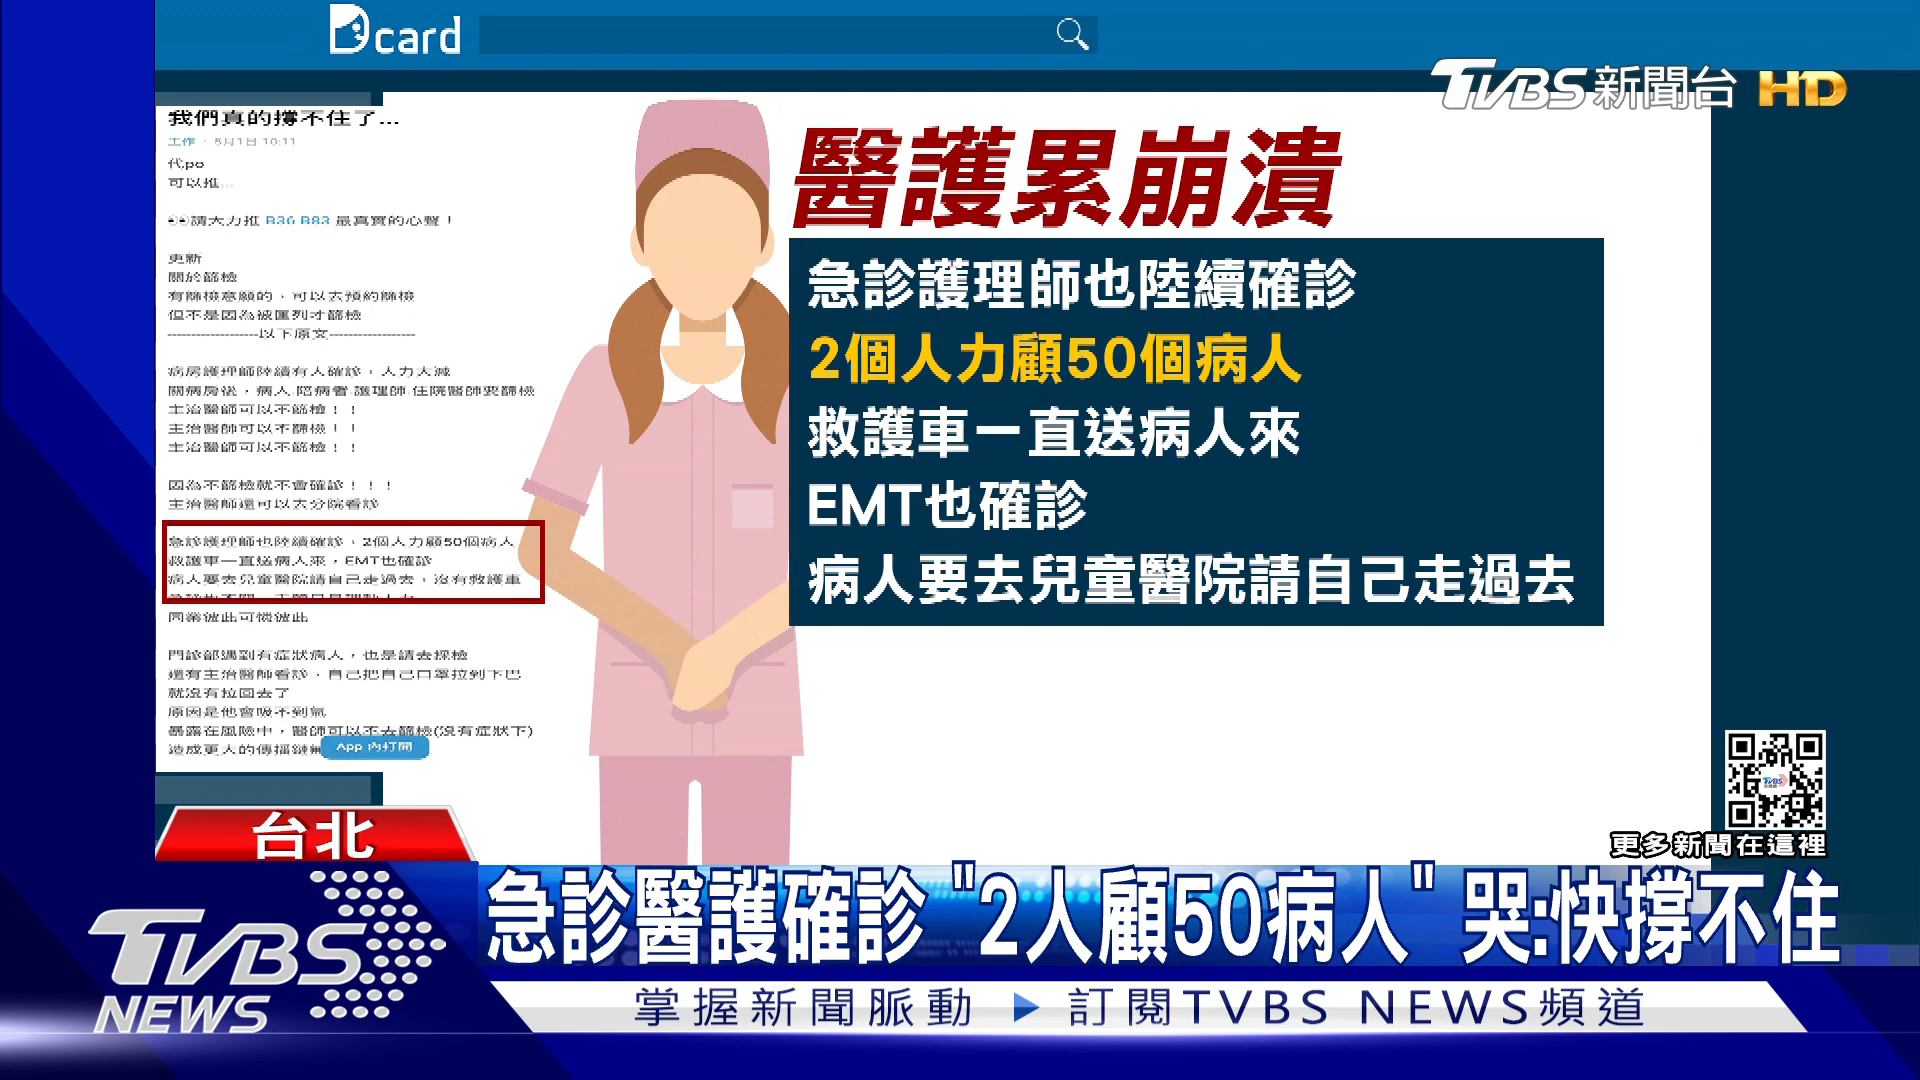 Dcard
TVBS新聞台 HD
我們真的撐不住了...
工作 · 5月1日 10:11
代po
可以推...
請大力推 B36 B83 最真實的心聲！
更新
關於篩檢
有篩檢意願的，可以去預約篩檢
但不是因為被匡列才篩檢
-------------------以下原文------------------
病房護理師陸續有人確診，人力大減
關病房後，病人.陪病者.護理師.住院醫師要篩檢
主治醫師可以不篩檢！！
主治醫師可以不篩檢！！
主治醫師可以不篩檢！！
因為不篩檢就不會確診！！！
主治醫師還可以去分院看診
急診護理師也陸續確診，2個人力顧50個病人
救護車一直送病人來，EMT也確診
病人要去兒童醫院請自己走過去，沒有救護車
同業彼此可憐彼此
門診部遇到有症狀病人，也是請去採檢
還有主治醫師看診，自己把自己口罩拉到下巴
就沒有拉回去了
原因是他會吸不到氣
暴露在風險中，醫師可以不去篩檢(沒有症狀下)
造成更大的傳播鏈
App 內打開
醫護累崩潰
急診護理師也陸續確診
2個人力顧50個病人
救護車一直送病人來
EMT也確診
病人要去兒童醫院請自己走過去
TVBS
更多新聞在這裡
台北
急診醫護確診 "2人顧50病人" 哭:快撐不住
TVBS NEWS
掌握新聞脈動 ▶ 訂閱TVBS NEWS頻道